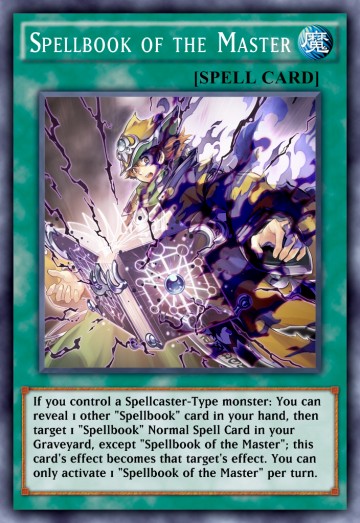 Spellbook of the Master
魔
[SPELL CARD]
If you control a Spellcaster-Type monster: You can
reveal 1 other "Spellbook" card in your hand, then
target 1 "Spellbook" Normal Spell Card in your
Graveyard, except "Spellbook of the Master"; this
card's effect becomes that target's effect. You can
only activate 1 "Spellbook of the Master" per turn.